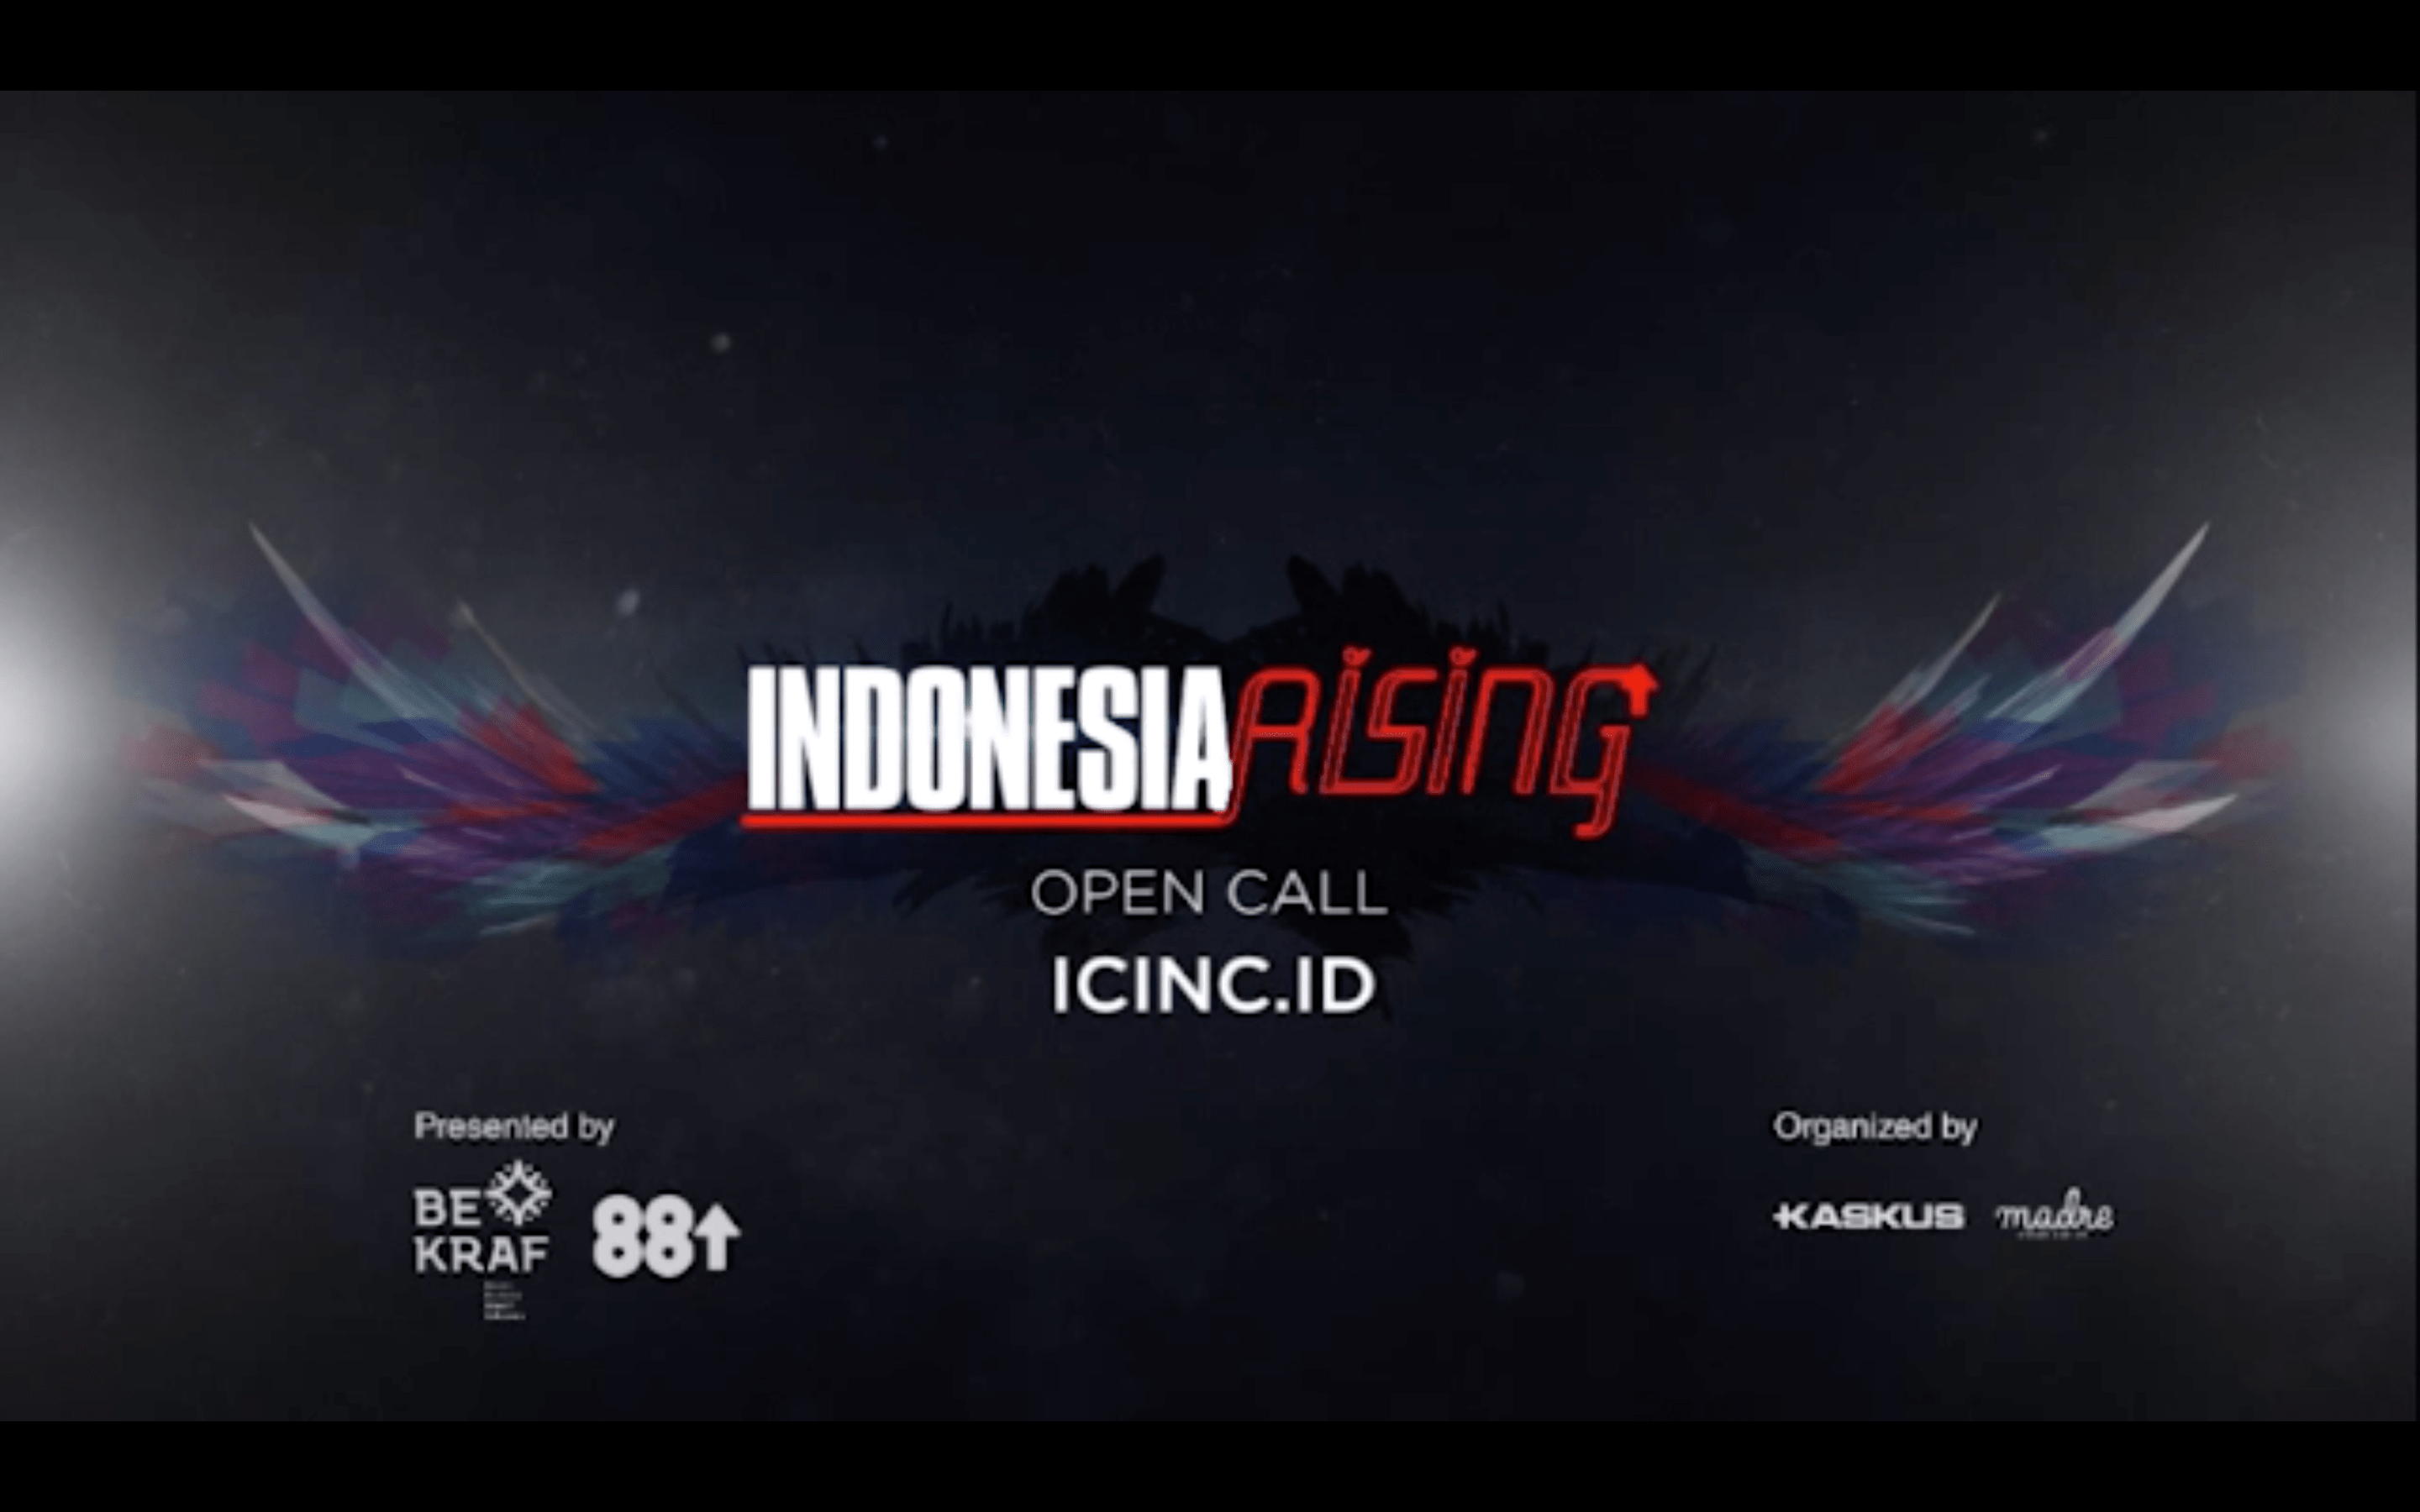 INDONESIA Rising
OPEN CALL
ICINC.ID
Presented by
BE
KRAF
88↑
Organized by
KASKUS
madre